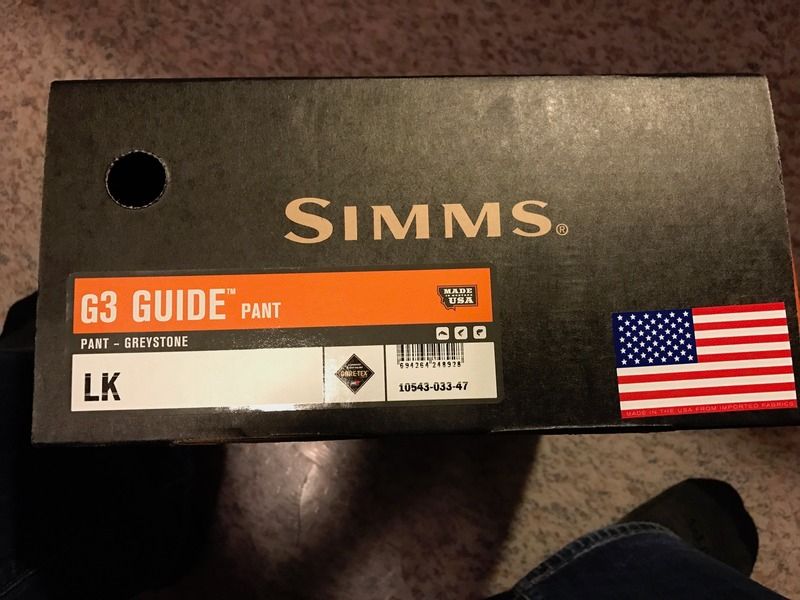 SIMMS®
G3 GUIDE™ PANT
MADE
USA
PANT - GREYSTONE
LK
GORE-TEX
694264248928
10543-033-47
MADE IN THE USA FROM IMPORTED FABRICS